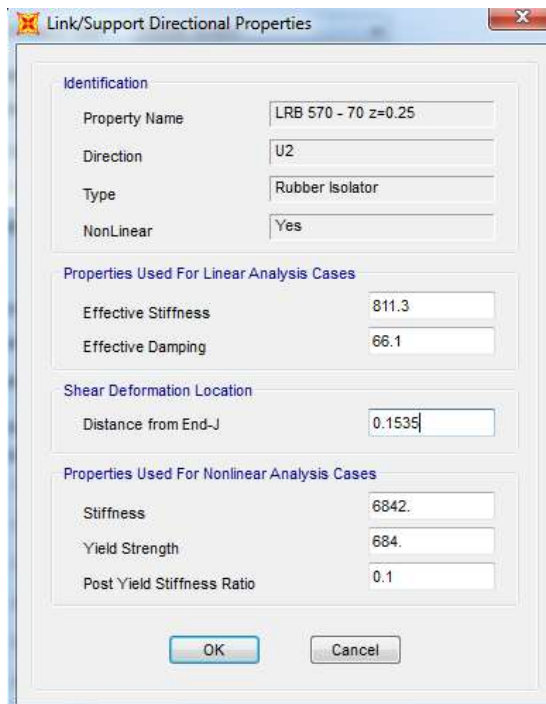 Link/Support Directional Properties
x
Identification
Property Name LRB 570 - 70 z=0.25
Direction U2
Type Rubber Isolator
NonLinear Yes
Properties Used For Linear Analysis Cases
Effective Stiffness 811.3
Effective Damping 66.1
Shear Deformation Location
Distance from End-J 0.1535
Properties Used For Nonlinear Analysis Cases
Stiffness 6842.
Yield Strength 684.
Post Yield Stiffness Ratio 0.1
OK Cancel